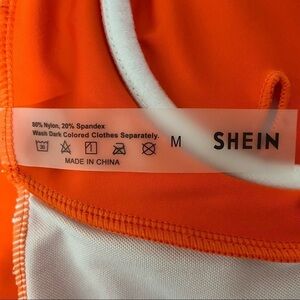 80% Nylon, 20% Spandex
Wash Dark Colored Clothes Separately.
M
SHEIN
MADE IN CHINA